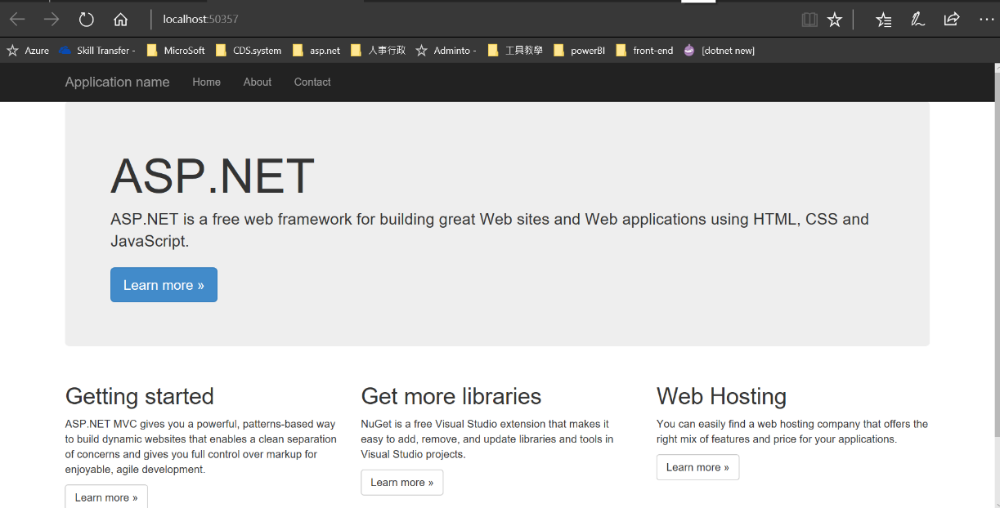 localhost:50357
Azure Skill Transfer - MicroSoft CDS.system asp.net 人事行政 Adminto - 工具教學 powerBI front-end [dotnet new]
Application name Home About Contact
ASP.NET
ASP.NET is a free web framework for building great Web sites and Web applications using HTML, CSS and
JavaScript.
Learn more »
Getting started
ASP.NET MVC gives you a powerful, patterns-based way
to build dynamic websites that enables a clean separation
of concerns and gives you full control over markup for
enjoyable, agile development.
Learn more »
Get more libraries
NuGet is a free Visual Studio extension that makes it
easy to add, remove, and update libraries and tools in
Visual Studio projects.
Learn more »
Web Hosting
You can easily find a web hosting company that offers the
right mix of features and price for your applications.
Learn more »